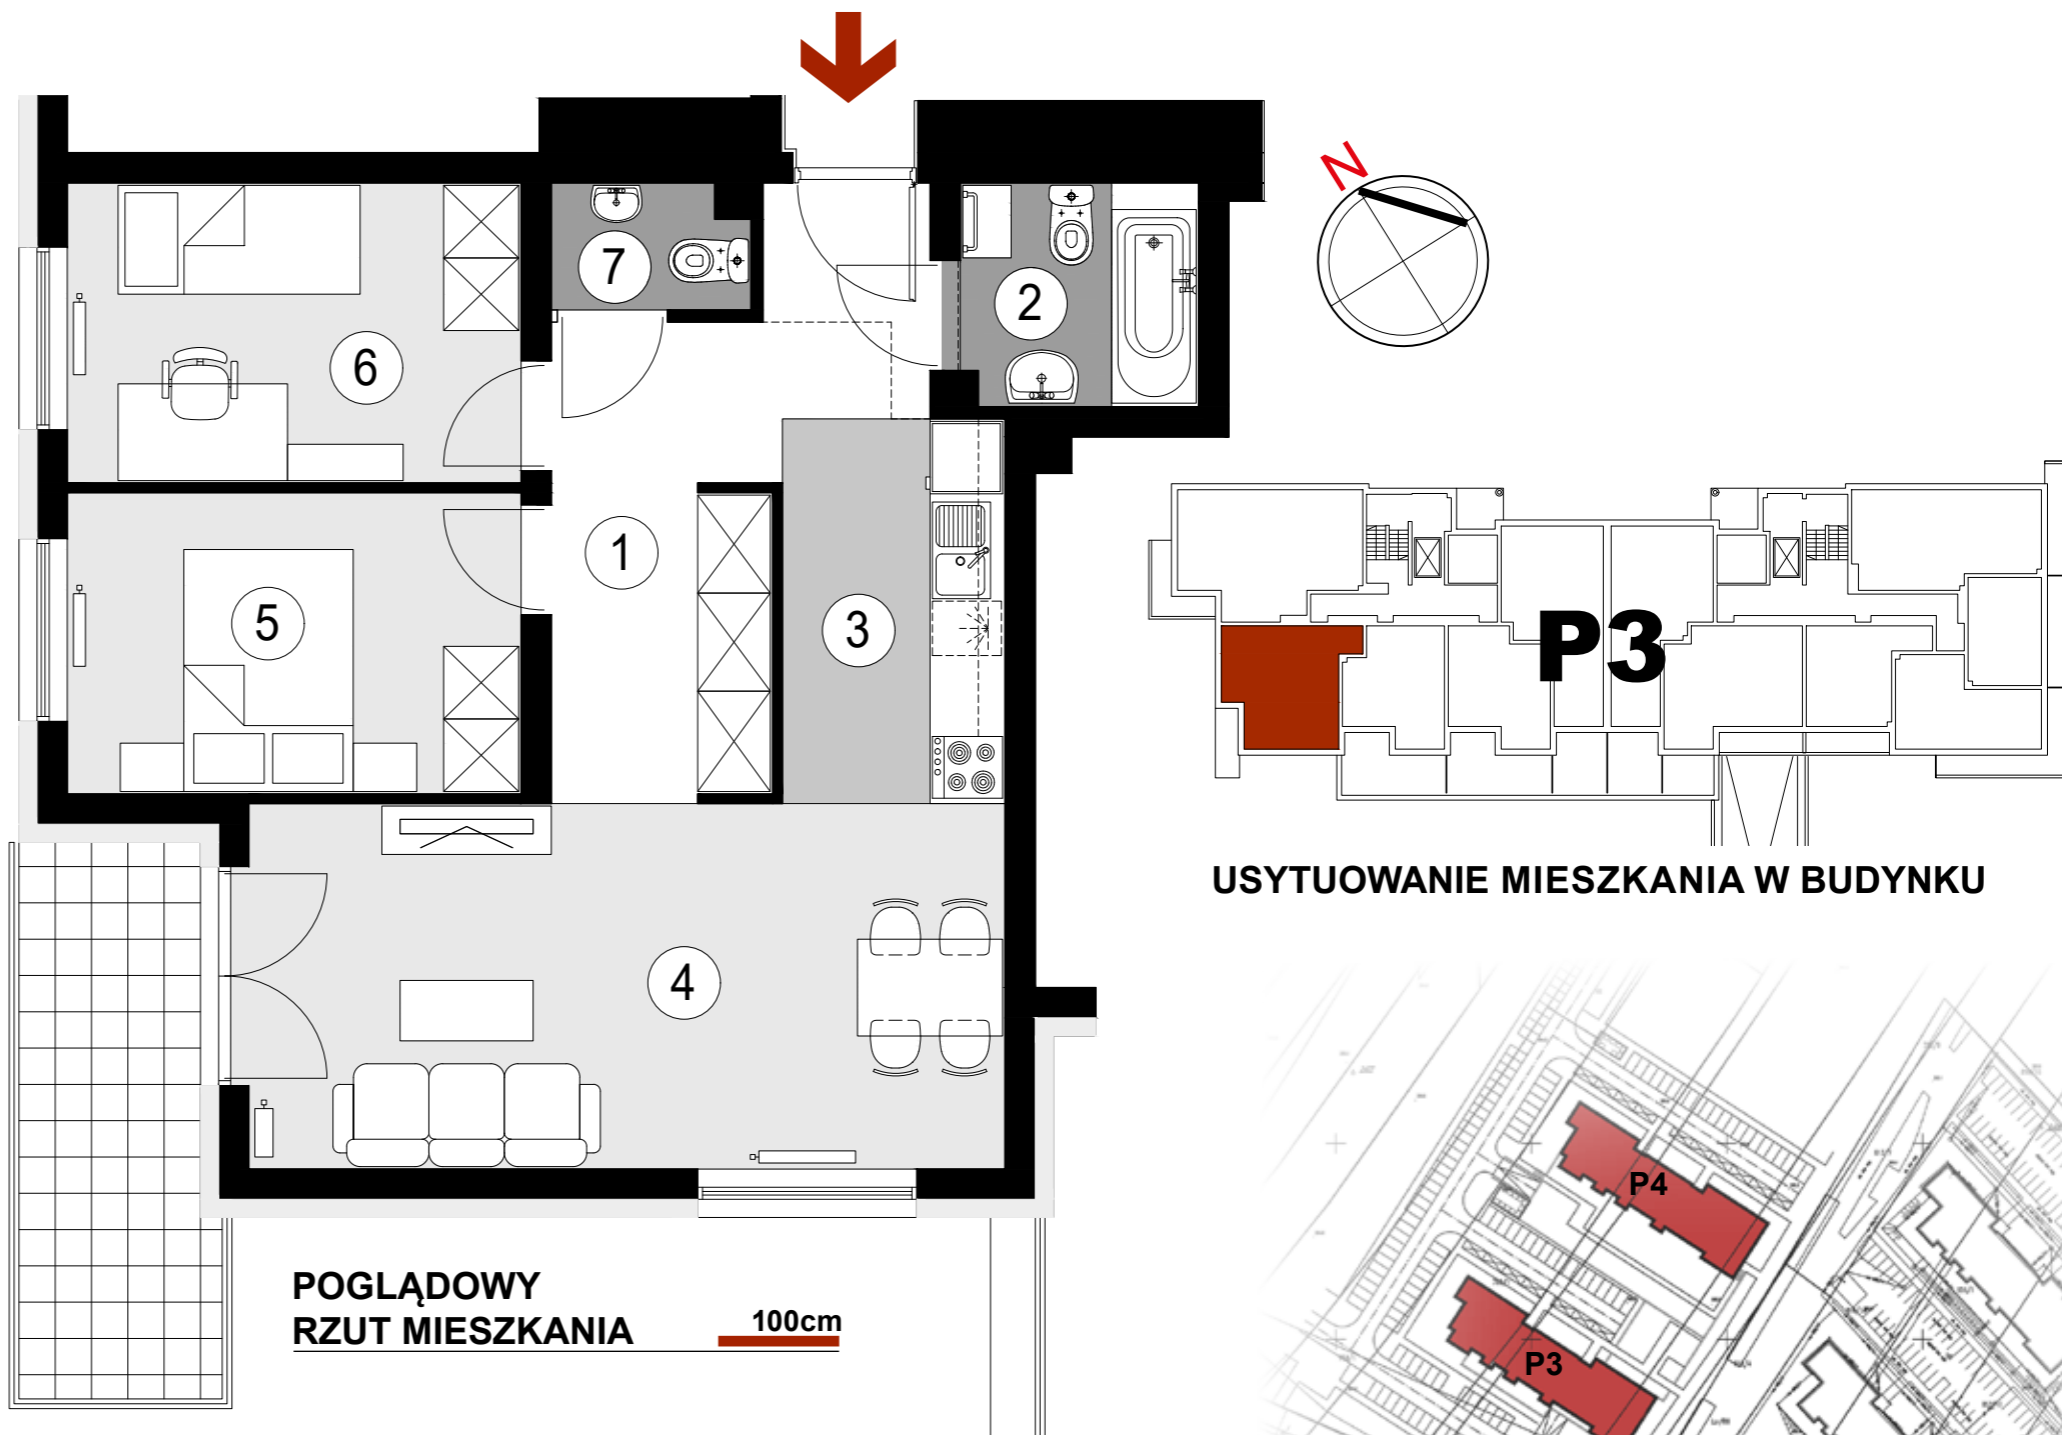 N
6
7
2
1
5
3
4
P3
USYTUOWANIE MIESZKANIA W BUDYNKU
P4
P3
POGLĄDOWY
RZUT MIESZKANIA
100cm